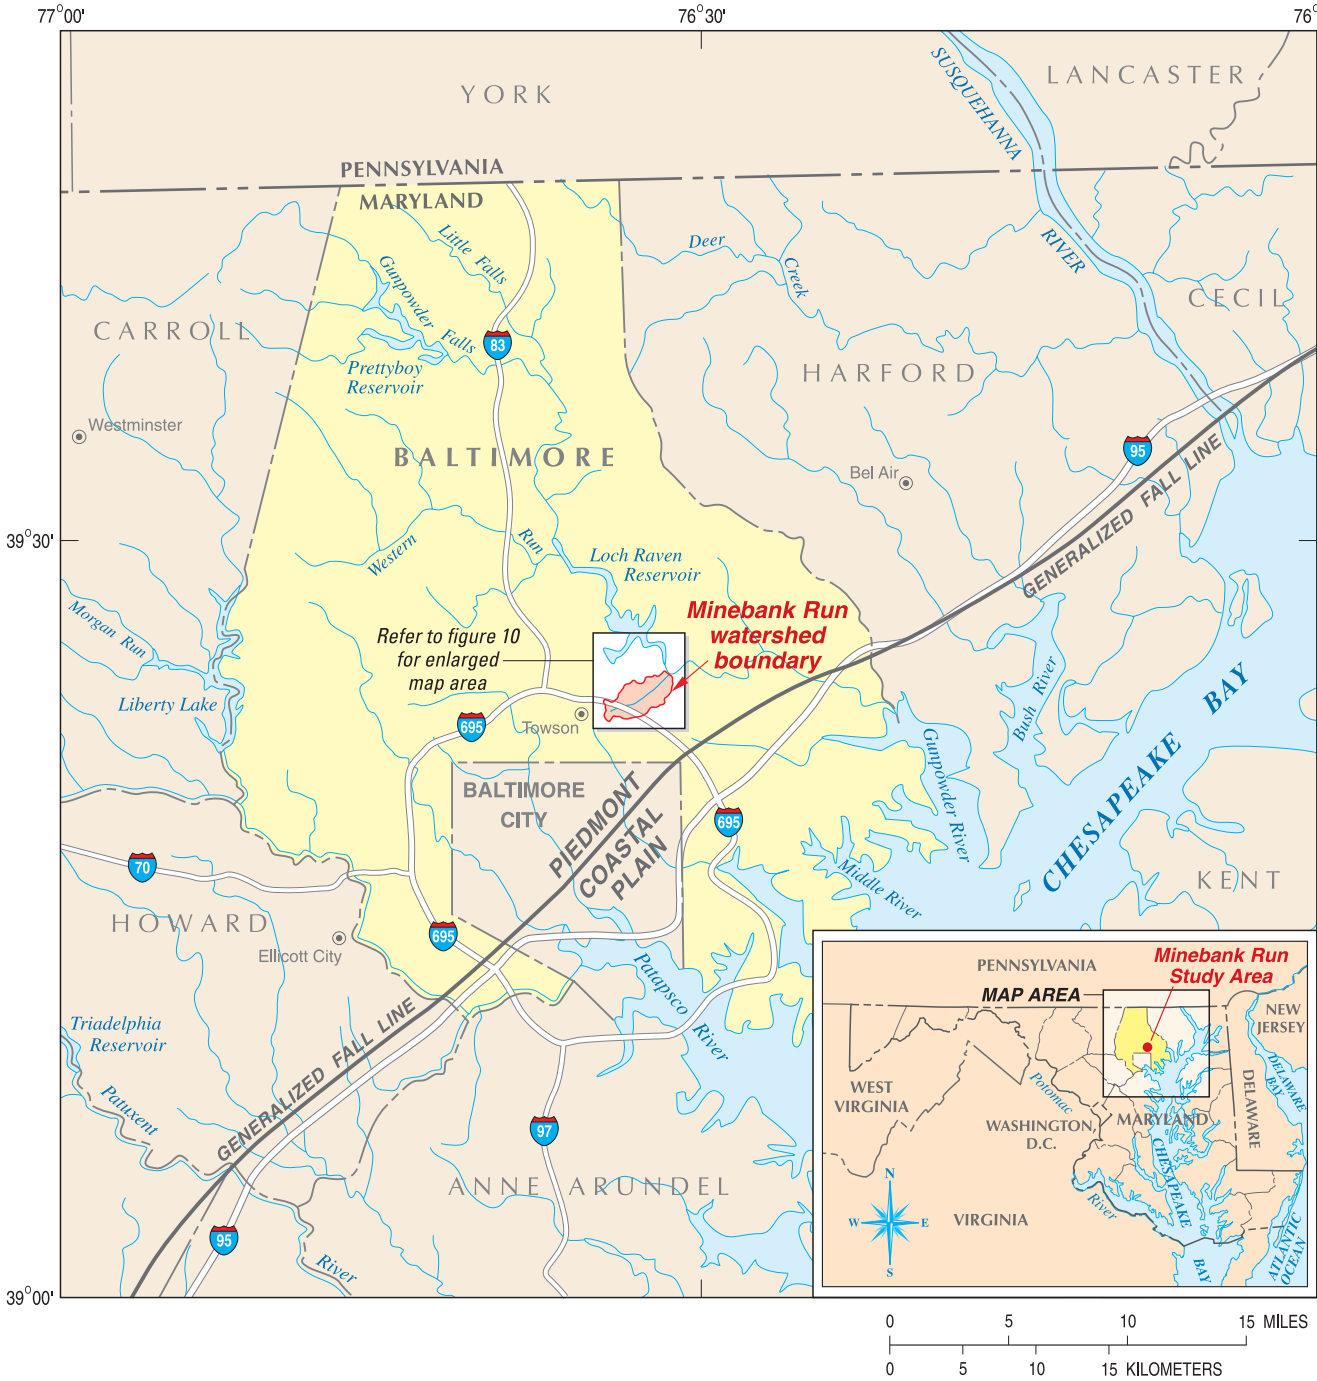 77°00'
76°30'
76°
YORK
LANCASTER
SUSQUEHANNA
RIVER
PENNSYLVANIA
MARYLAND
Little Falls
Deer
Creek
Gunpowder
Falls
CECIL
CARROLL
83
Prettyboy
Reservoir
HARFORD
Westminster
BALTIMORE
95
Bel Air
GENERALIZED FALL LINE
39°30'
Western
Run
Loch Raven
Reservoir
Morgan Run
Minebank Run
watershed
boundary
Refer to figure 10
for enlarged
map area
Liberty Lake
695
Towson
Bush River
CHESAPEAKE BAY
Gunpowder River
BALTIMORE
CITY
PIEDMONT
COASTAL
PLAIN
695
70
Middle River
KENT
HOWARD
695
Ellicott City
Patapsco
River
Triadelphia
Reservoir
Patuxent
River
GENERALIZED FALL LINE
97
ANNE ARUNDEL
95
39°00'
PENNSYLVANIA
Minebank Run
Study Area
MAP AREA
NEW
JERSEY
DELAWARE
BAY
WEST
VIRGINIA
Potomac
River
WASHINGTON,
D.C.
MARYLAND
DELAWARE
CHESAPEAKE
BAY
N
W
E
S
VIRGINIA
ATLANTIC
OCEAN
0 5 10 15 MILES
0 5 10 15 KILOMETERS